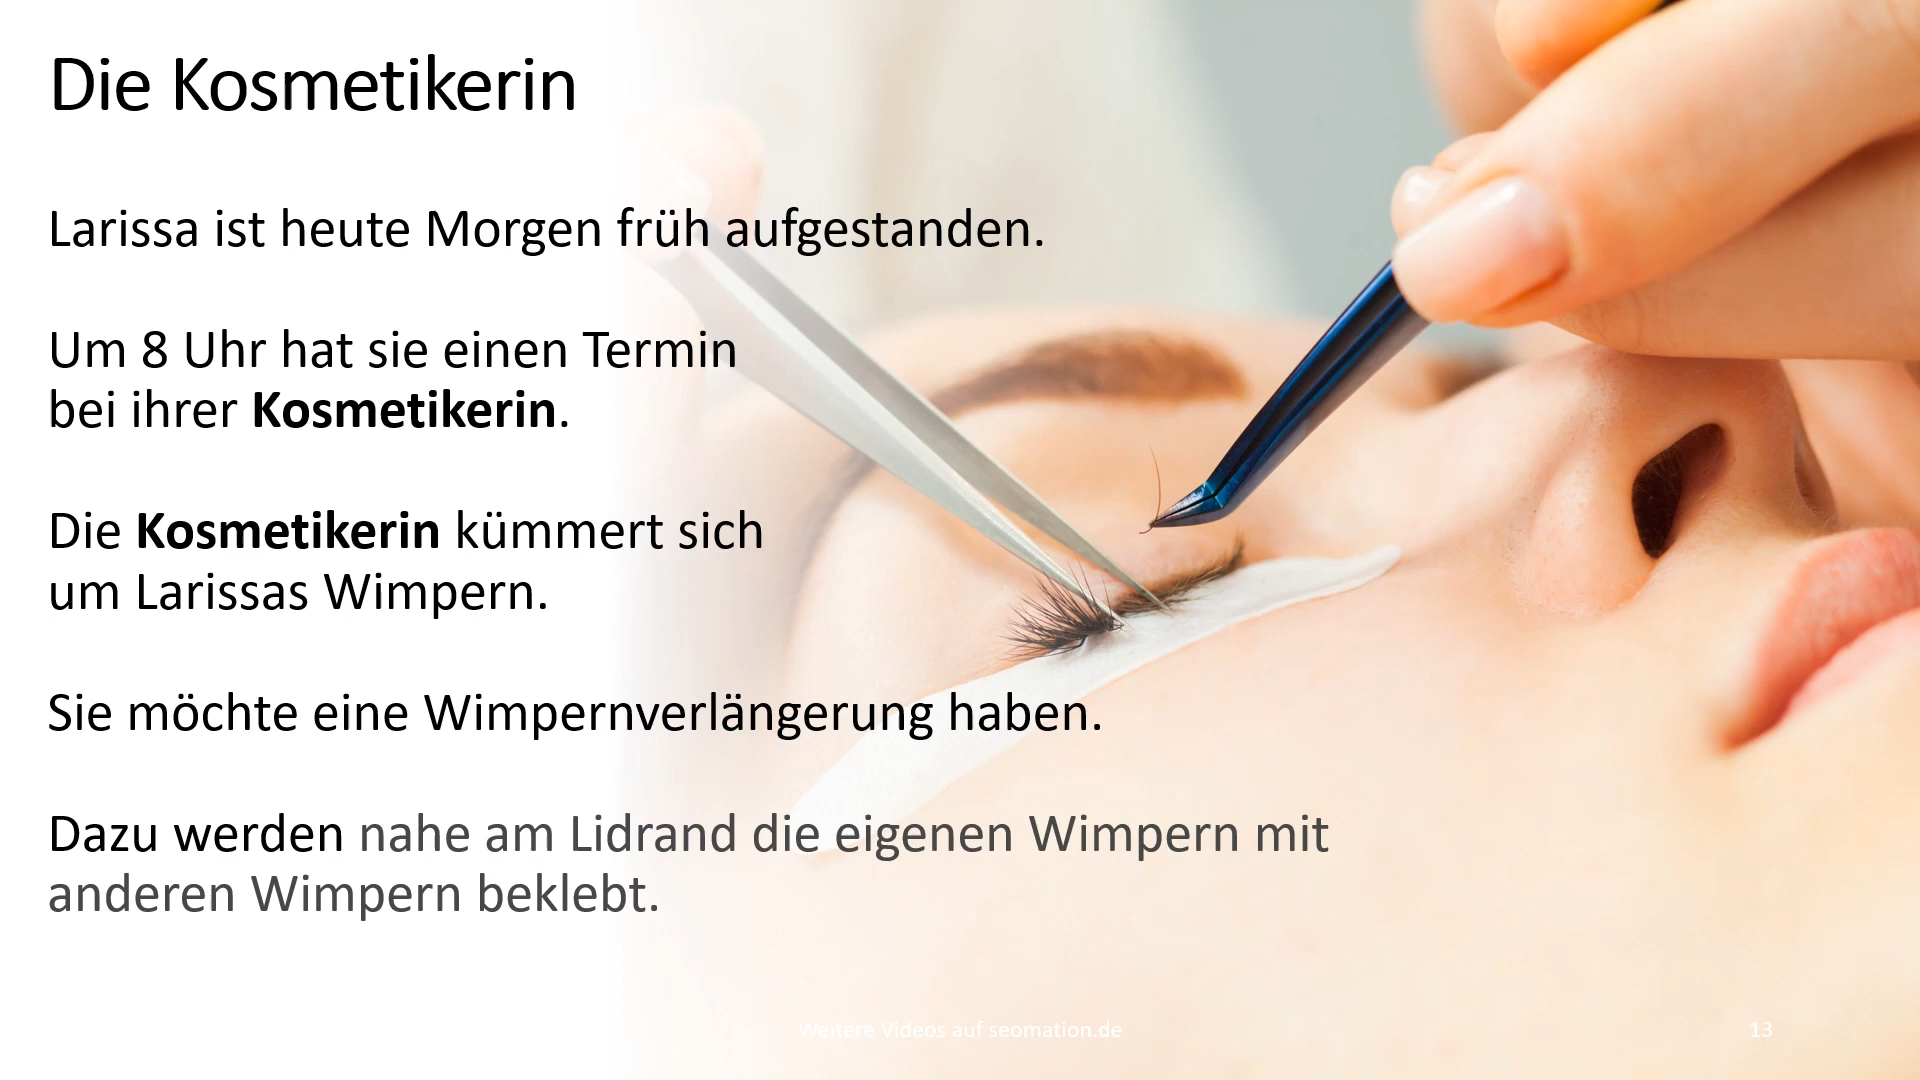 Die Kosmetikerin
Larissa ist heute Morgen früh aufgestanden.
Um 8 Uhr hat sie einen Termin
bei ihrer Kosmetikerin.
Die Kosmetikerin kümmert sich
um Larissas Wimpern.
Sie möchte eine Wimpernverlängerung haben.
Dazu werden nahe am Lidrand die eigenen Wimpern mit
anderen Wimpern beklebt.
Weitere Videos auf seomation.de
13